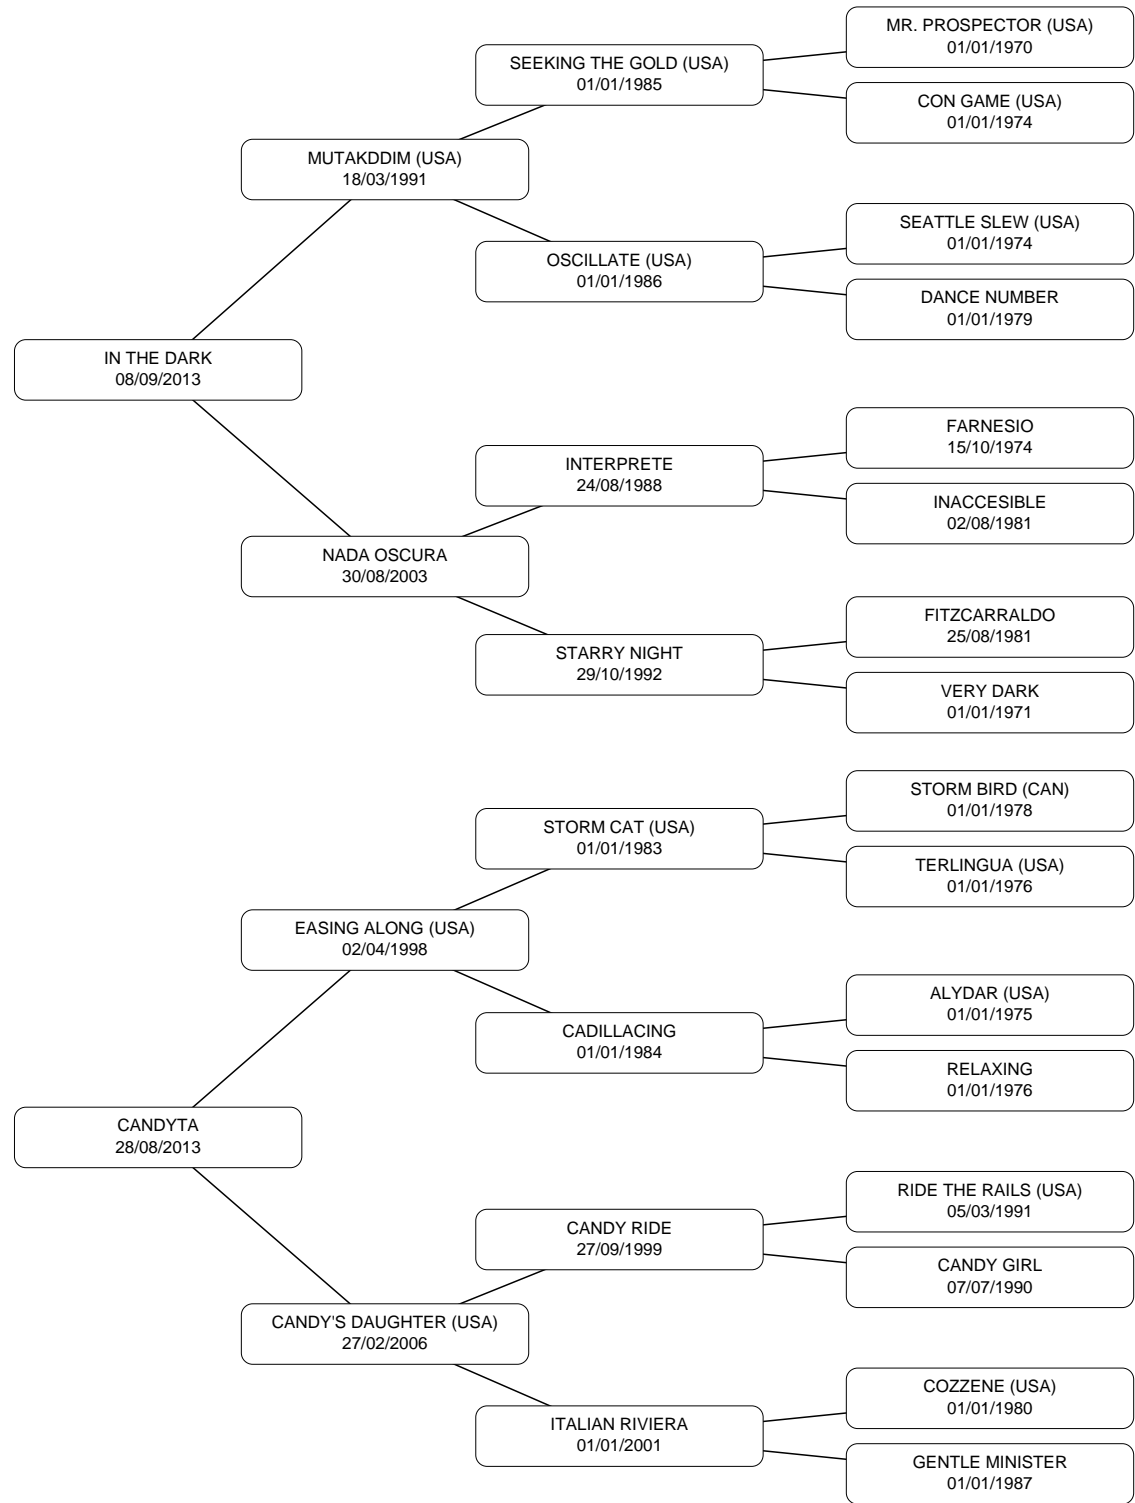 MR. PROSPECTOR (USA)
01/01/1970
SEEKING THE GOLD (USA)
01/01/1985
CON GAME (USA)
01/01/1974
MUTAKDDIM (USA)
18/03/1991
SEATTLE SLEW (USA)
01/01/1974
OSCILLATE (USA)
01/01/1986
DANCE NUMBER
01/01/1979
IN THE DARK
08/09/2013
FARNESIO
15/10/1974
INTERPRETE
24/08/1988
INACCESIBLE
02/08/1981
NADA OSCURA
30/08/2003
FITZCARRALDO
25/08/1981
STARRY NIGHT
29/10/1992
VERY DARK
01/01/1971
STORM BIRD (CAN)
01/01/1978
STORM CAT (USA)
01/01/1983
TERLINGUA (USA)
01/01/1976
EASING ALONG (USA)
02/04/1998
ALYDAR (USA)
01/01/1975
CADILLACING
01/01/1984
RELAXING
01/01/1976
CANDYTA
28/08/2013
RIDE THE RAILS (USA)
05/03/1991
CANDY RIDE
27/09/1999
CANDY GIRL
07/07/1990
CANDY'S DAUGHTER (USA)
27/02/2006
COZZENE (USA)
01/01/1980
ITALIAN RIVIERA
01/01/2001
GENTLE MINISTER
01/01/1987